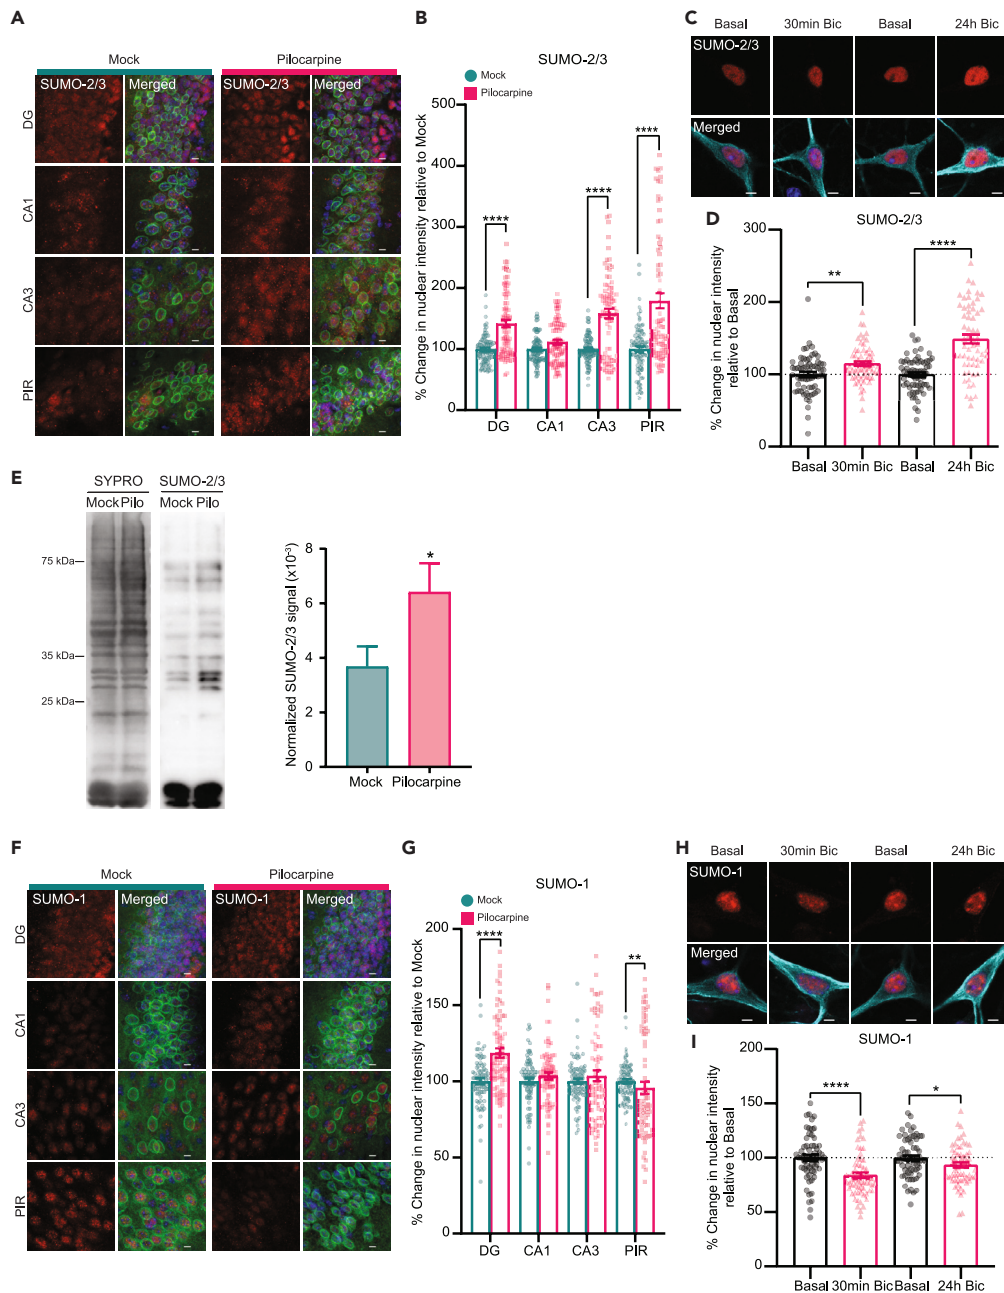 A
Mock
Pilocarpine
SUMO-2/3
Merged
SUMO-2/3
Merged
DG
CA1
CA3
PIR
B
SUMO-2/3
Mock
Pilocarpine
% Change in nuclear intensity relative to Mock
500
400
300
200
100
0
****
****
****
DG
CA1
CA3
PIR
C
Basal
30min Bic
Basal
24h Bic
SUMO-2/3
Merged
D
SUMO-2/3
% Change in nuclear intensity
relative to Basal
300
200
150
100
0
**
****
Basal
30min Bic
Basal
24h Bic
E
SYPRO
SUMO-2/3
Mock
Pilo
Mock
Pilo
75 kDa
35 kDa
25 kDa
Normalized SUMO-2/3 signal (x10⁻³)
8
6
4
2
0
*
Mock
Pilocarpine
F
Mock
Pilocarpine
SUMO-1
Merged
SUMO-1
Merged
DG
CA1
CA3
PIR
G
SUMO-1
Mock
Pilocarpine
% Change in nuclear intensity relative to Mock
200
150
100
50
0
****
**
DG
CA1
CA3
PIR
H
Basal
30min Bic
Basal
24h Bic
SUMO-1
Merged
I
SUMO-1
% Change in nuclear intensity
relative to Basal
200
150
100
50
0
****
*
Basal
30min Bic
Basal
24h Bic